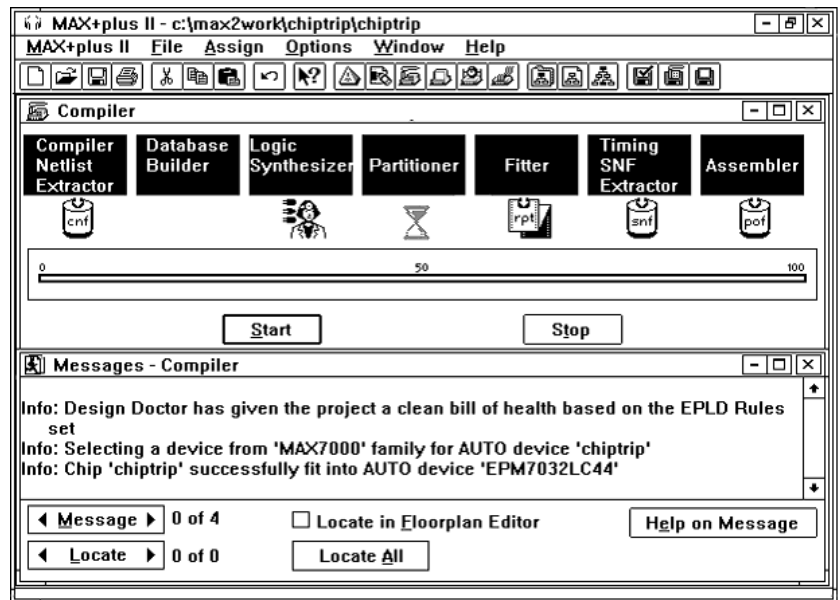 MAX+plus II - c:\max2work\chiptrip\chiptrip
MAX+plus II File Assign Options Window Help
Compiler
Compiler Netlist Extractor
Database Builder
Logic Synthesizer
Partitioner
Fitter
Timing SNF Extractor
Assembler
cnf
rpt
snf
pof
0 50 100
Start Stop
Messages - Compiler
Info: Design Doctor has given the project a clean bill of health based on the EPLD Rules
set
Info: Selecting a device from 'MAX7000' family for AUTO device 'chiptrip'
Info: Chip 'chiptrip' successfully fit into AUTO device 'EPM7032LC44'
Message 0 of 4 Locate in Floorplan Editor Help on Message
Locate 0 of 0 Locate All